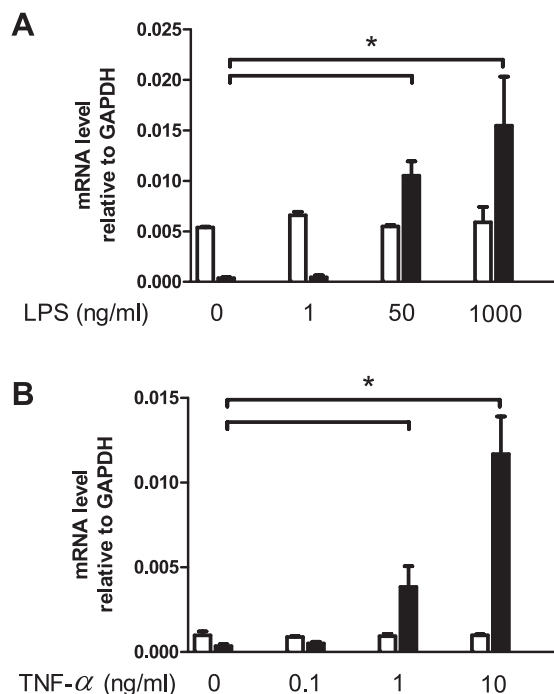 A
*
0.025
0.020
0.015
0.010
0.005
0.000
mRNA level
relative to GAPDH
LPS (ng/ml)
0 1 50 1000
B
*
0.015
0.010
0.005
0.000
mRNA level
relative to GAPDH
TNF-α (ng/ml)
0 0.1 1 10